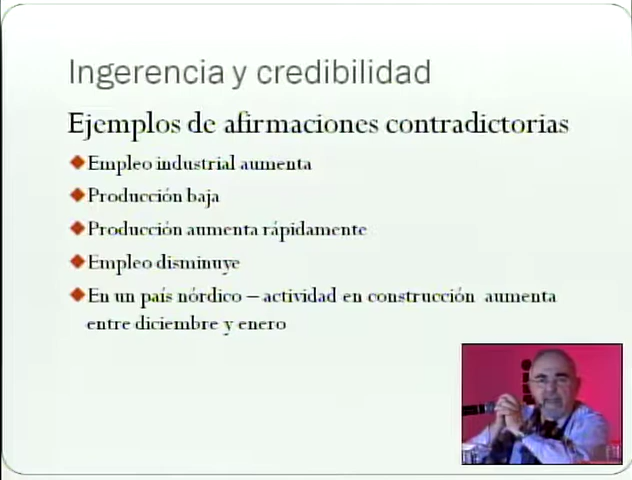 Ingerencia y credibilidad
Ejemplos de afirmaciones contradictorias
Empleo industrial aumenta
Producción baja
Producción aumenta rápidamente
Empleo disminuye
En un país nórdico – actividad en construcción aumenta
entre diciembre y enero